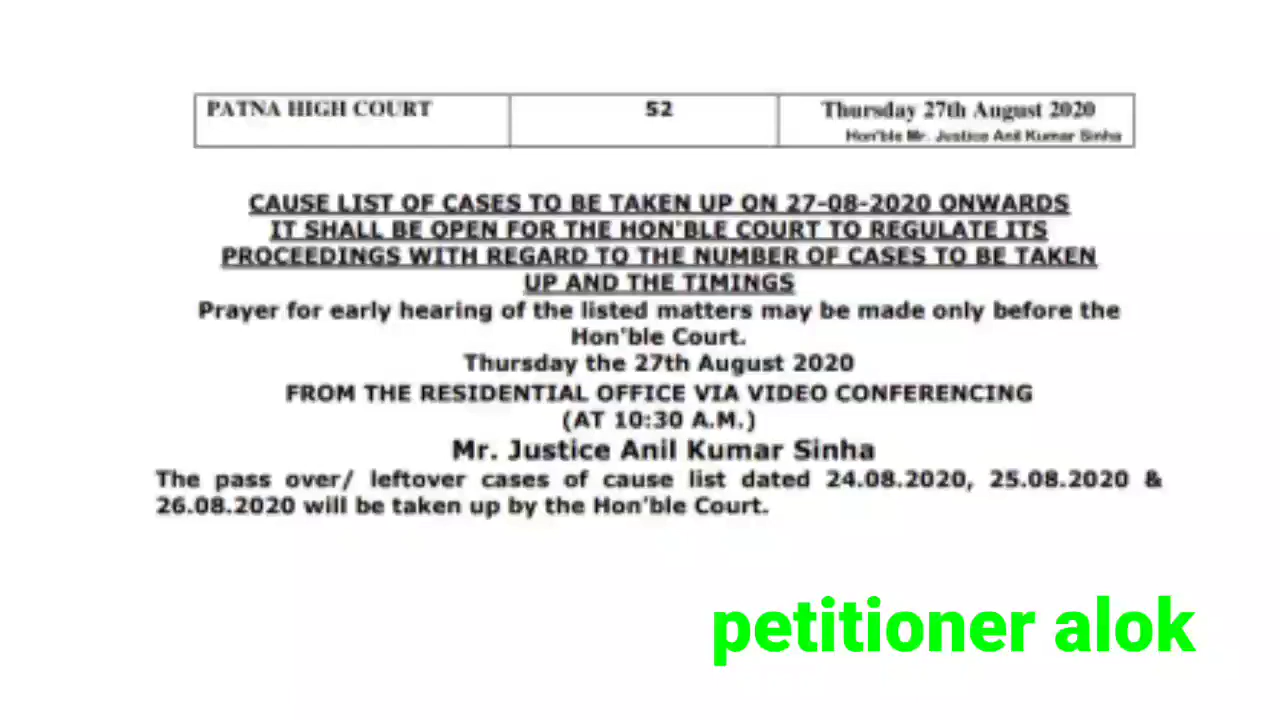 PATNA HIGH COURT 52 Thursday 27th August 2020
Hon'ble Mr. Justice Anil Kumar Sinha
CAUSE LIST OF CASES TO BE TAKEN UP ON 27-08-2020 ONWARDS
IT SHALL BE OPEN FOR THE HON'BLE COURT TO REGULATE ITS
PROCEEDINGS WITH REGARD TO THE NUMBER OF CASES TO BE TAKEN
UP AND THE TIMINGS
Prayer for early hearing of the listed matters may be made only before the
Hon'ble Court.
Thursday the 27th August 2020
FROM THE RESIDENTIAL OFFICE VIA VIDEO CONFERENCING
(AT 10:30 A.M.)
Mr. Justice Anil Kumar Sinha
The pass over/ leftover cases of cause list dated 24.08.2020, 25.08.2020 &
26.08.2020 will be taken up by the Hon'ble Court.
petitioner alok